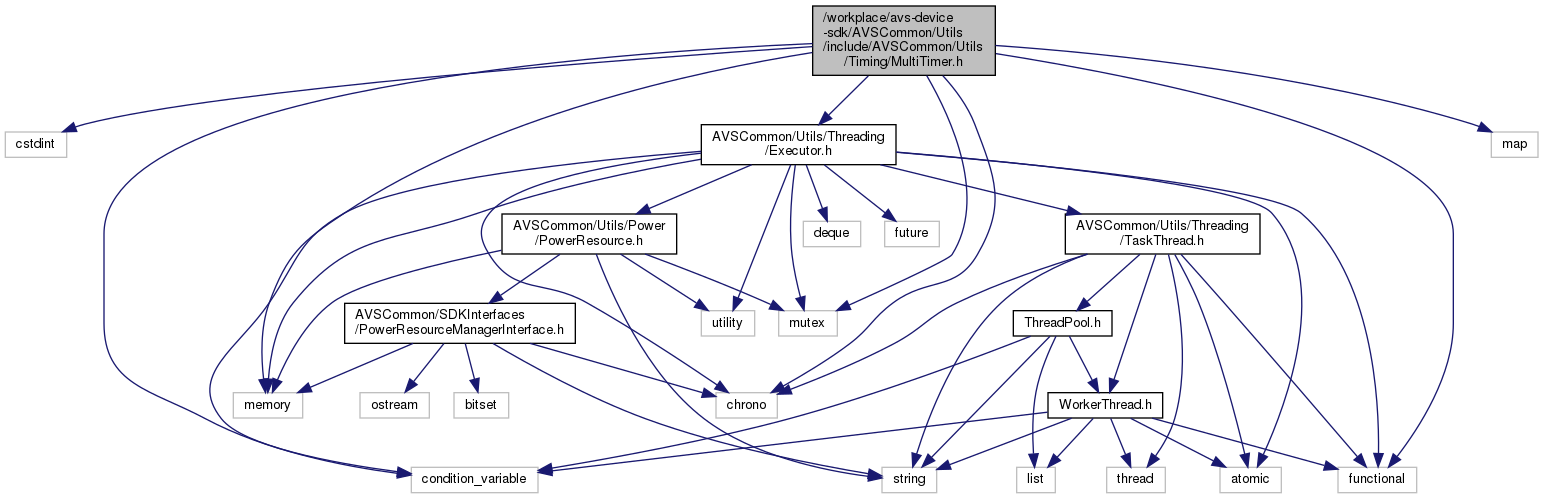 /workplace/avs-device
-sdk/AVSCommon/Utils
/include/AVSCommon/Utils
/Timing/MultiTimer.h
cstdint
AVSCommon/Utils/Threading
/Executor.h
map
AVSCommon/Utils/Power
/PowerResource.h
deque
future
AVSCommon/Utils/Threading
/TaskThread.h
AVSCommon/SDKInterfaces
/PowerResourceManagerInterface.h
utility
mutex
ThreadPool.h
memory
ostream
bitset
chrono
WorkerThread.h
condition_variable
string
list
thread
atomic
functional